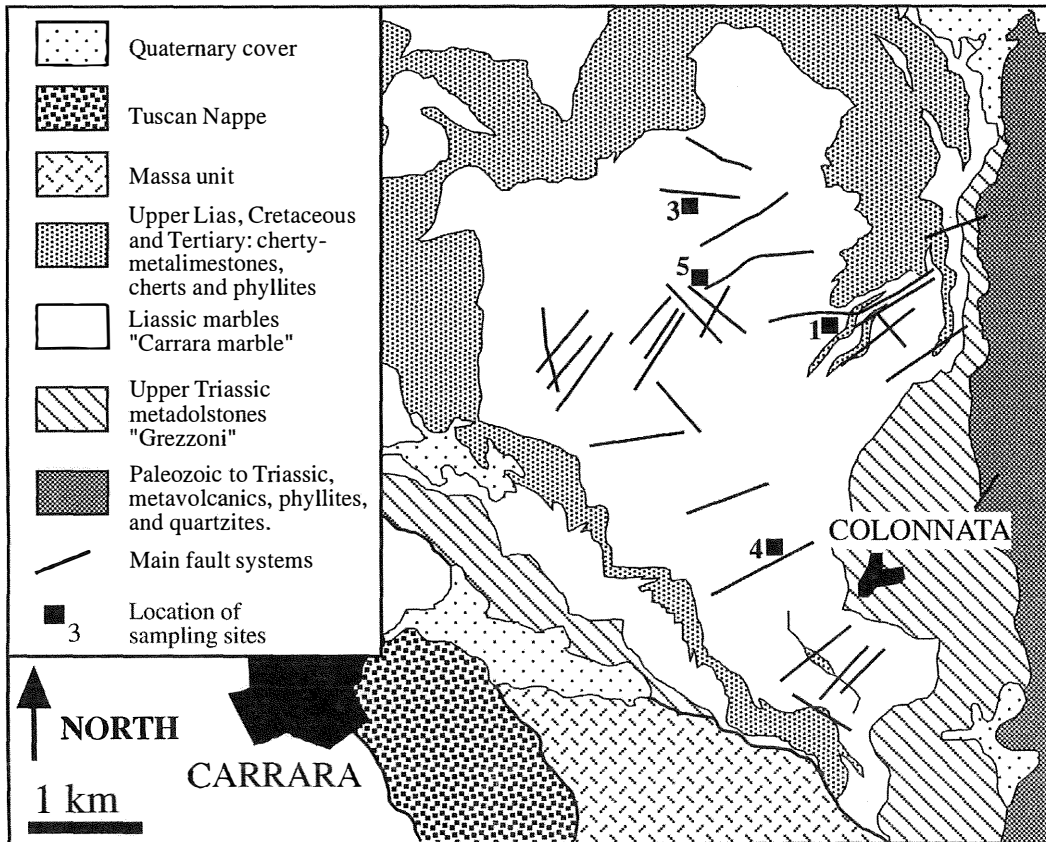 Quaternary cover
Tuscan Nappe
Massa unit
Upper Lias, Cretaceous
and Tertiary: cherty-
metalimestones,
cherts and phyllites
Liassic marbles
"Carrara marble"
Upper Triassic
metadolstones
"Grezzoni"
Paleozoic to Triassic,
metavolcanics, phyllites,
and quartzites.
Main fault systems
3
Location of
sampling sites
NORTH
1 km
CARRARA
3
5
1
4
COLONNATA